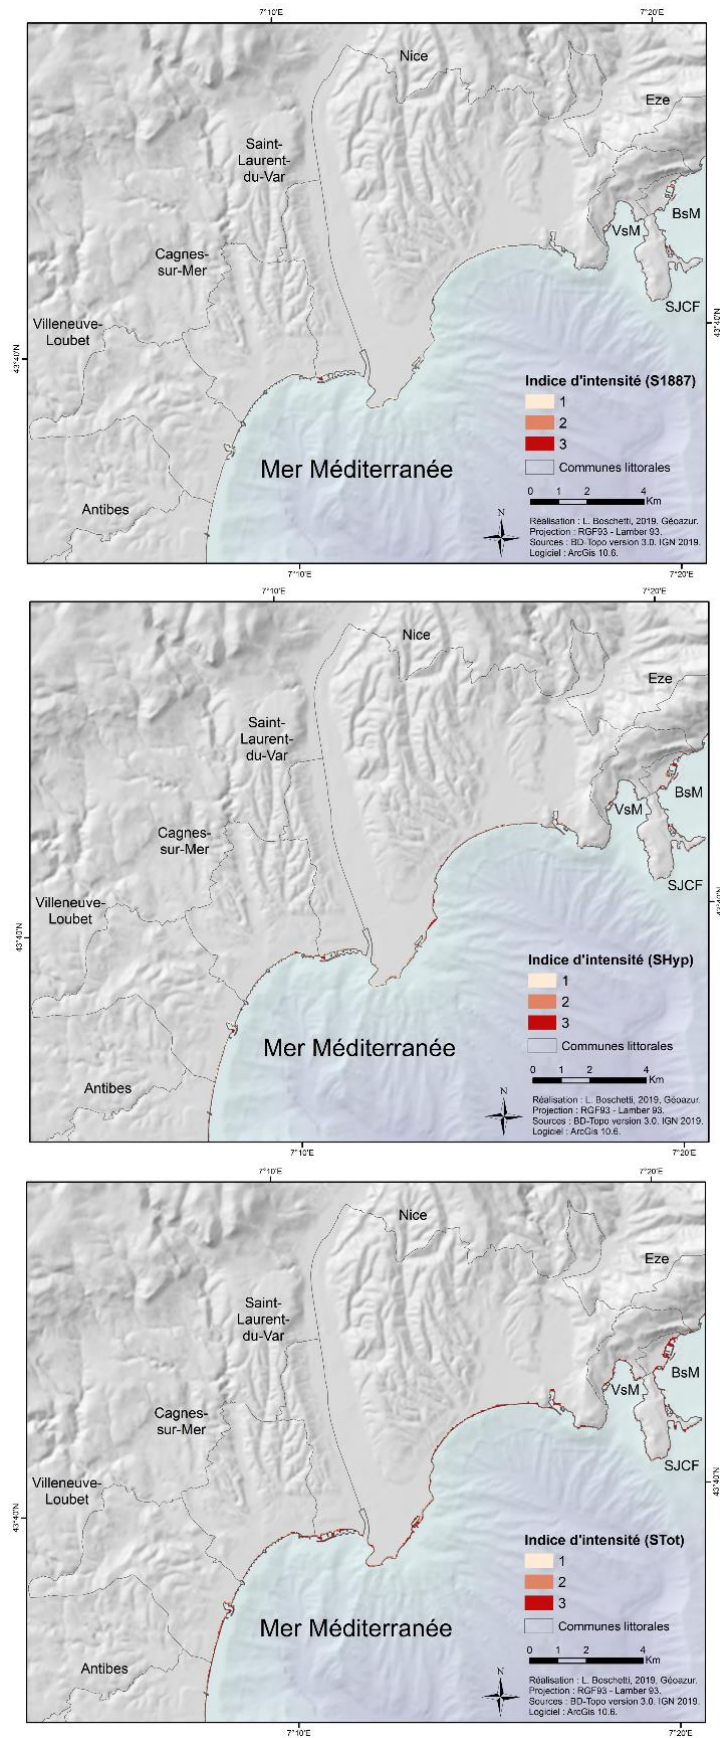 7°10'E
7°20'E
Nice
Eze
Saint-
Laurent-
du-Var
BsM
VsM
Cagnes-
sur-Mer
SJCF
Villeneuve-
Loubet
43°40'N
43°40'N
Indice d'intensité (S1887)
1
2
3
Mer Méditerranée
Communes littorales
0 1 2 4
Km
Antibes
N
Réalisation : L. Boschetti, 2019. Géoazur.
Projection : RGF93 - Lamber 93.
Sources : BD-Topo version 3.0. IGN 2019.
Logiciel : ArcGis 10.6.
7°10'E
7°20'E
7°10'E
7°20'E
Nice
Eze
Saint-
Laurent-
du-Var
BsM
VsM
Cagnes-
sur-Mer
SJCF
Villeneuve-
Loubet
43°40'N
43°40'N
Indice d'intensité (SHyp)
1
2
3
Mer Méditerranée
Communes littorales
0 1 2 4
Km
Antibes
N
Réalisation : L. Boschetti, 2019, Géoazur.
Projection : RGF93 - Lamber 93.
Sources : BD-Topo version 3.0. IGN 2019.
Logiciel : ArcGis 10.6.
7°10'E
7°20'E
7°10'E
7°20'E
Nice
Eze
Saint-
Laurent-
du-Var
BsM
VsM
Cagnes-
sur-Mer
SJCF
Villeneuve-
Loubet
43°40'N
43°40'N
Indice d'intensité (STot)
1
2
3
Mer Méditerranée
Communes littorales
0 1 2 4
Km
Antibes
N
Réalisation : L. Boschetti, 2019, Géoazur.
Projection : RGF93 - Lamber 93.
Sources : BD-Topo version 3.0. IGN 2019.
Logiciel : ArcGis 10.6.
7°10'E
7°20'E